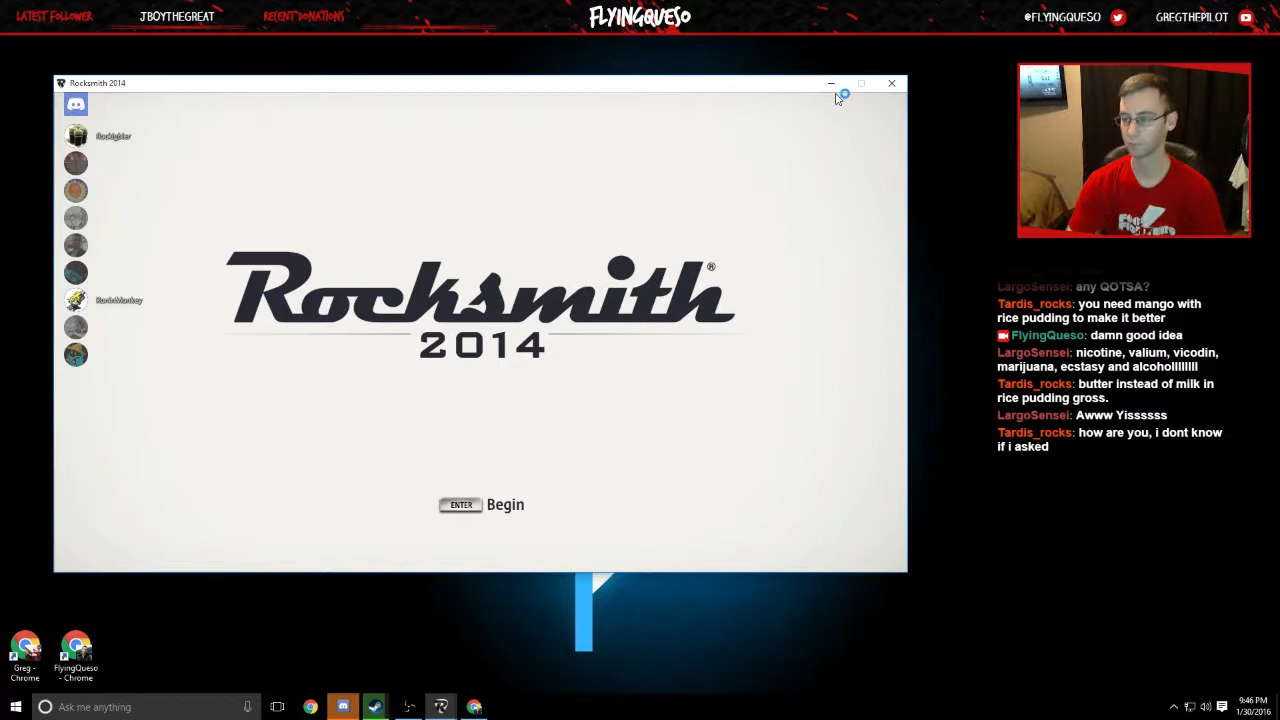 LATEST FOLLOWER JBOYTHEGREAT RECENT DONATIONS FLYINGQUESO @FLYINGQUESO GREGTHEPILOT
Rocksmith 2014
RoninMonkey
Rocksmith®
2014
ENTER Begin
LargoSensei: any QOTSA?
Tardis_rocks: you need mango with
rice pudding to make it better
FlyingQueso: damn good idea
LargoSensei: nicotine, valium, vicodin,
marijuana, ecstasy and alcohollllllll
Tardis_rocks: butter instead of milk in
rice pudding gross.
LargoSensei: Awww Yissssss
Tardis_rocks: how are you, i dont know
if i asked
Greg -
Chrome
FlyingQueso
- Chrome
Ask me anything
9:46 PM
1/30/2016